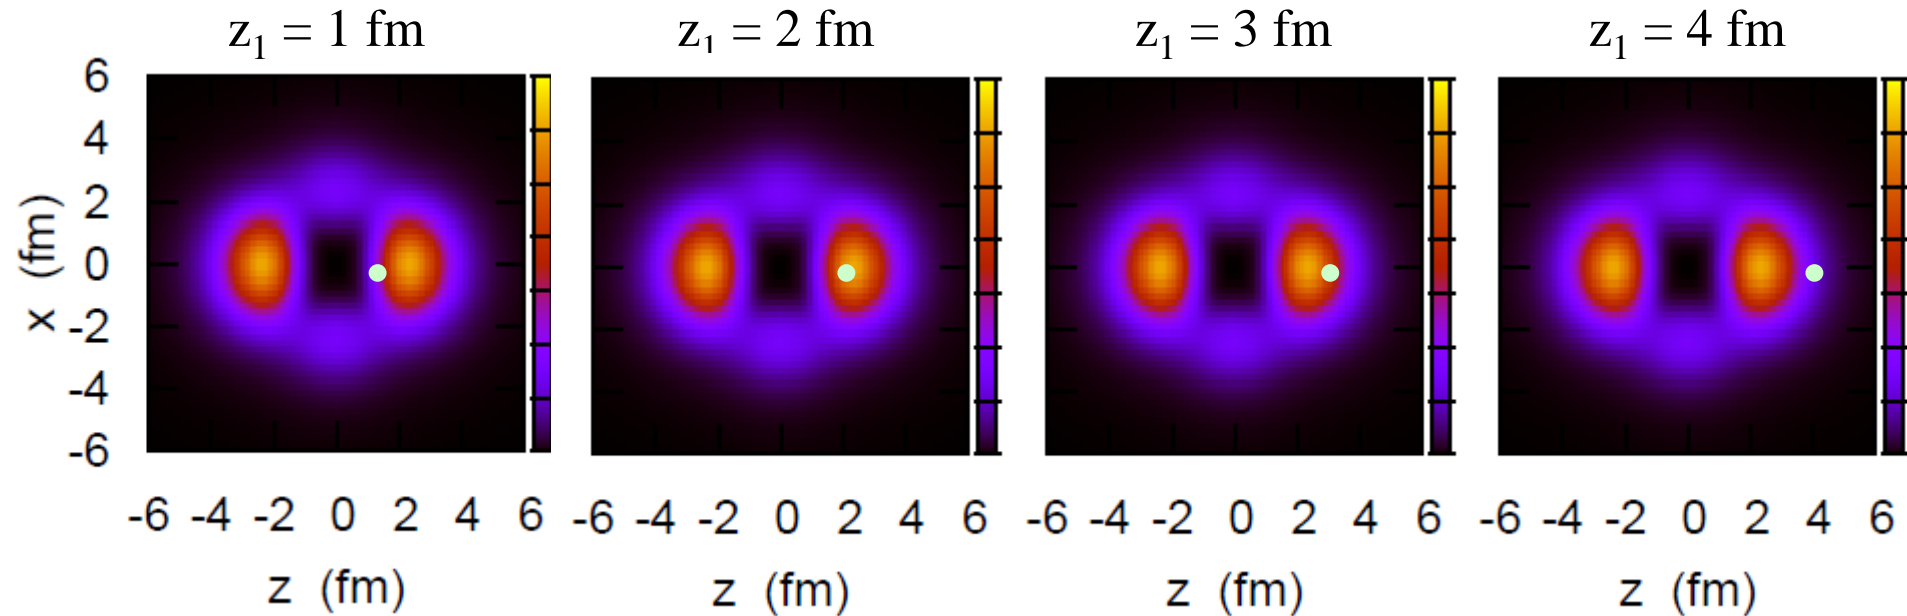 z₁ = 1 fm z₁ = 2 fm z₁ = 3 fm z₁ = 4 fm
6
4
2
0
-2
-4
-6
x (fm)
-6 -4 -2 0 2 4 6 -6 -4 -2 0 2 4 6 -6 -4 -2 0 2 4 6 -6 -4 -2 0 2 4 6
z (fm) z (fm) z (fm) z (fm)